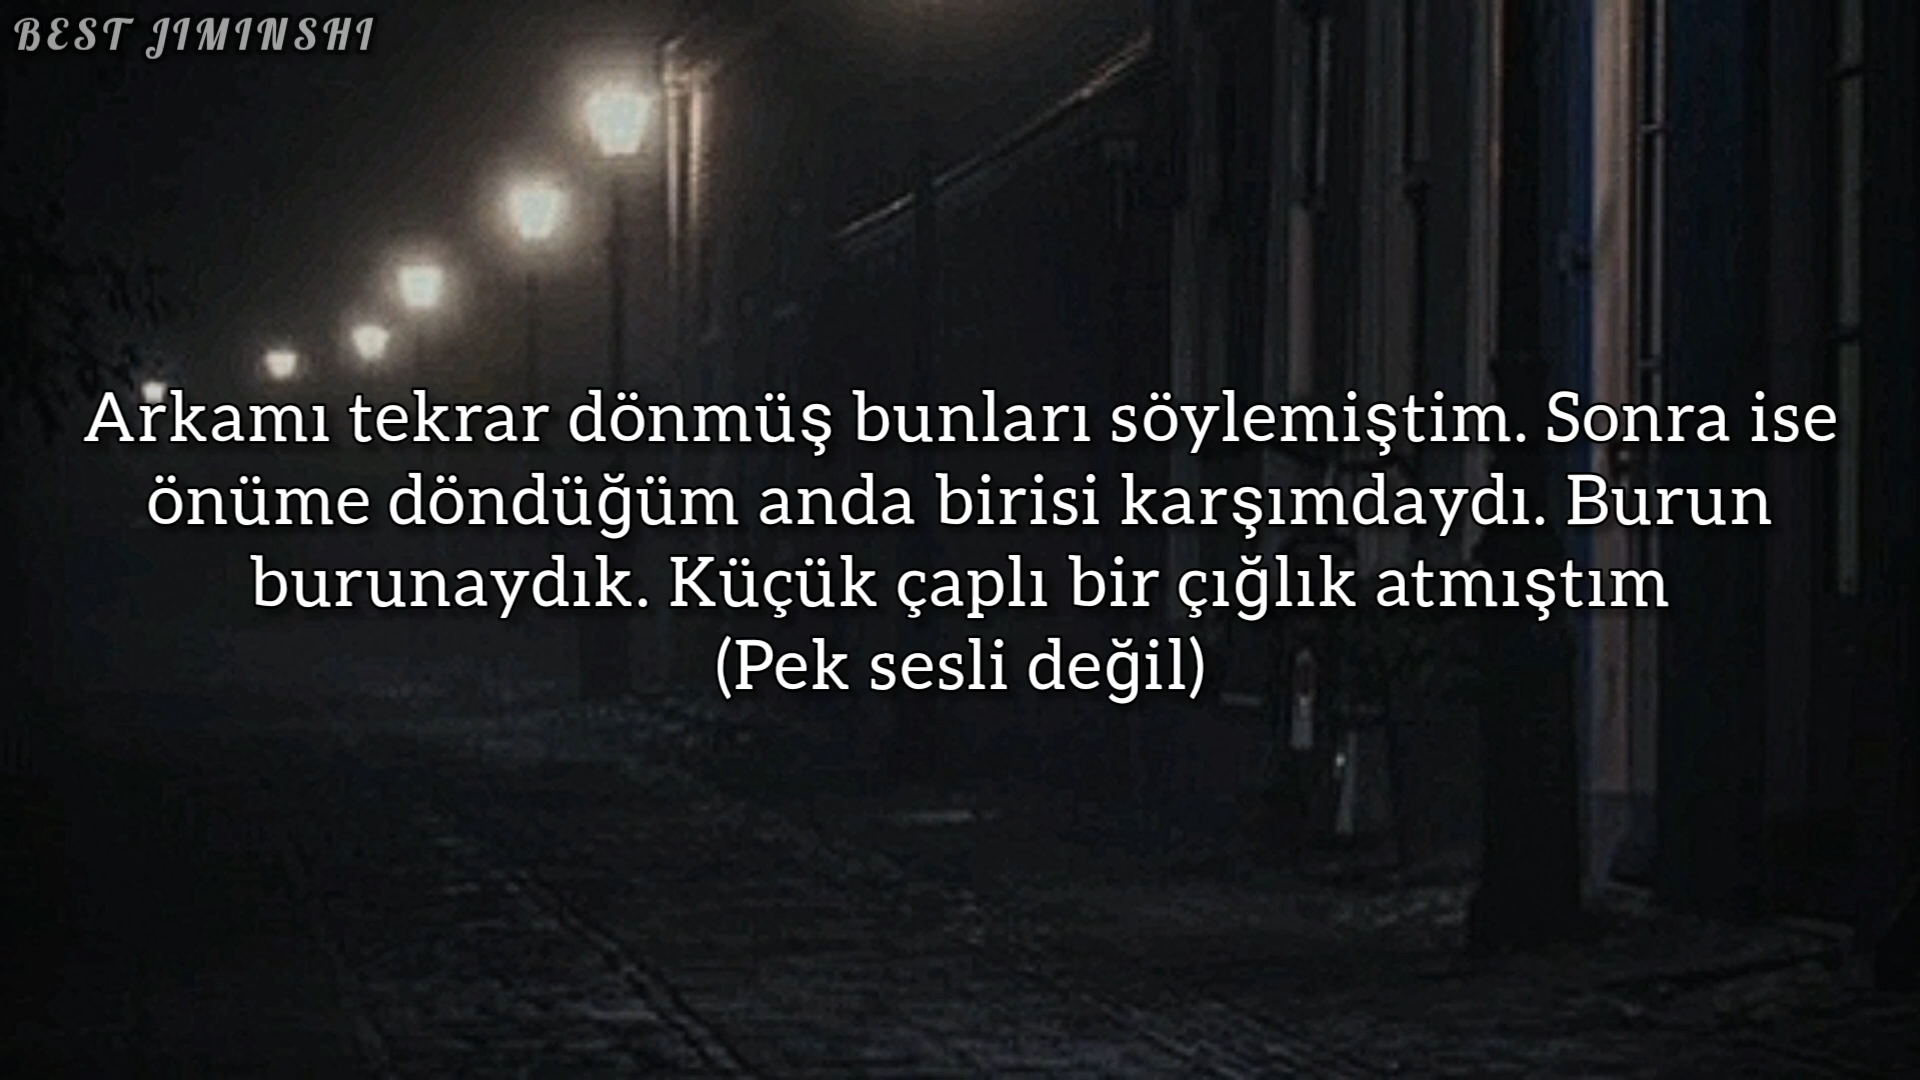 BEST JIMINSHI
Arkamı tekrar dönmüş bunları söylemiştim. Sonra ise
önüme döndüğüm anda birisi karşımdaydı. Burun
burunaydık. Küçük çaplı bir çığlık atmıştım
(Pek sesli değil)